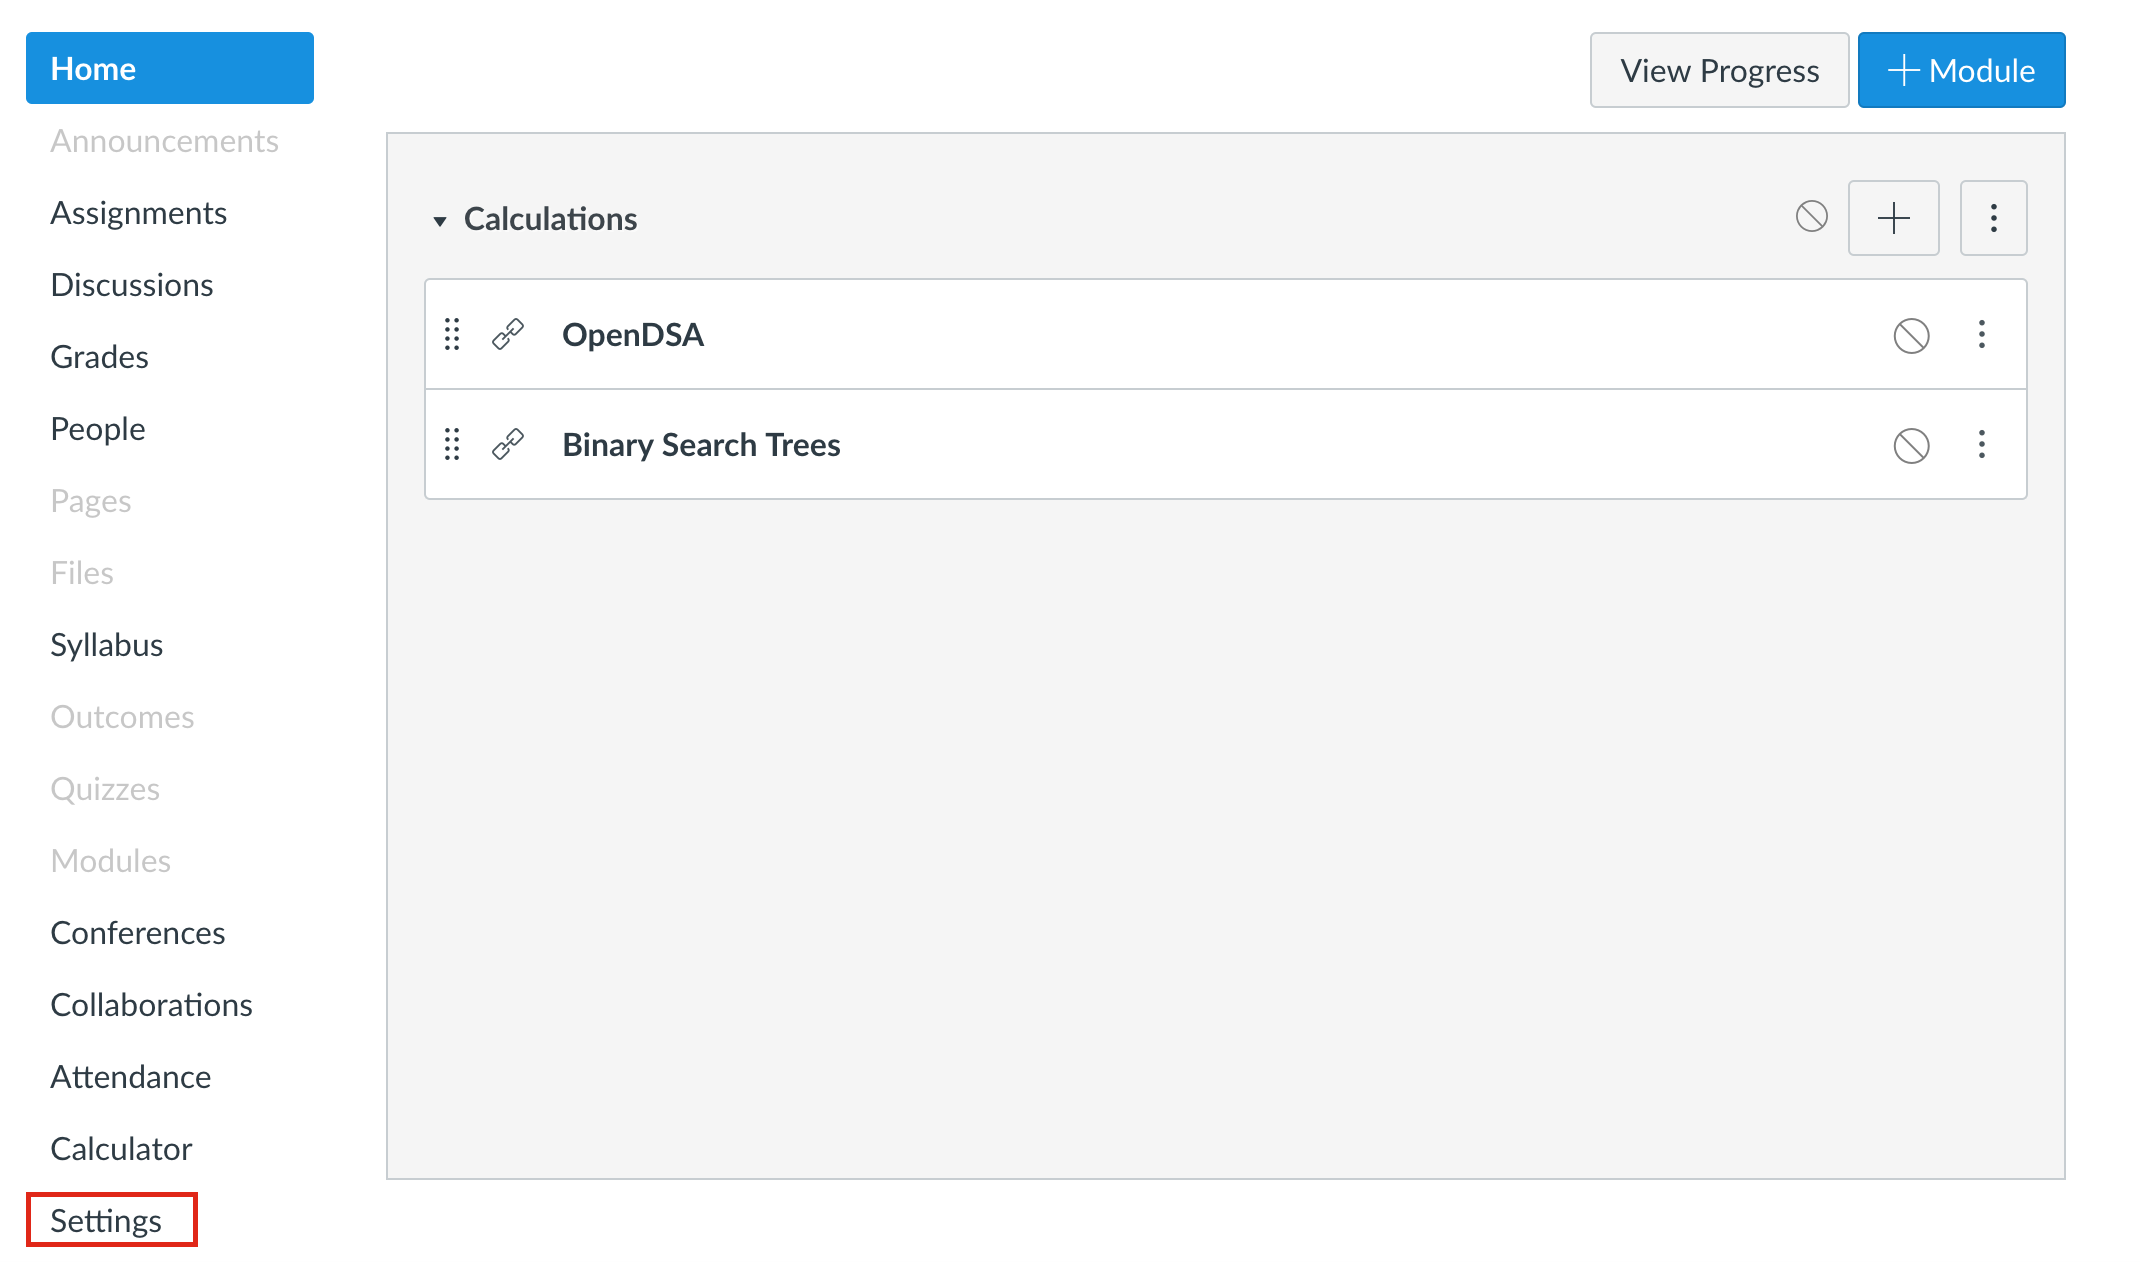 Home
Announcements
Assignments
Discussions
Grades
People
Pages
Files
Syllabus
Outcomes
Quizzes
Modules
Conferences
Collaborations
Attendance
Calculator
Settings
View Progress
Module
Calculations
OpenDSA
Binary Search Trees